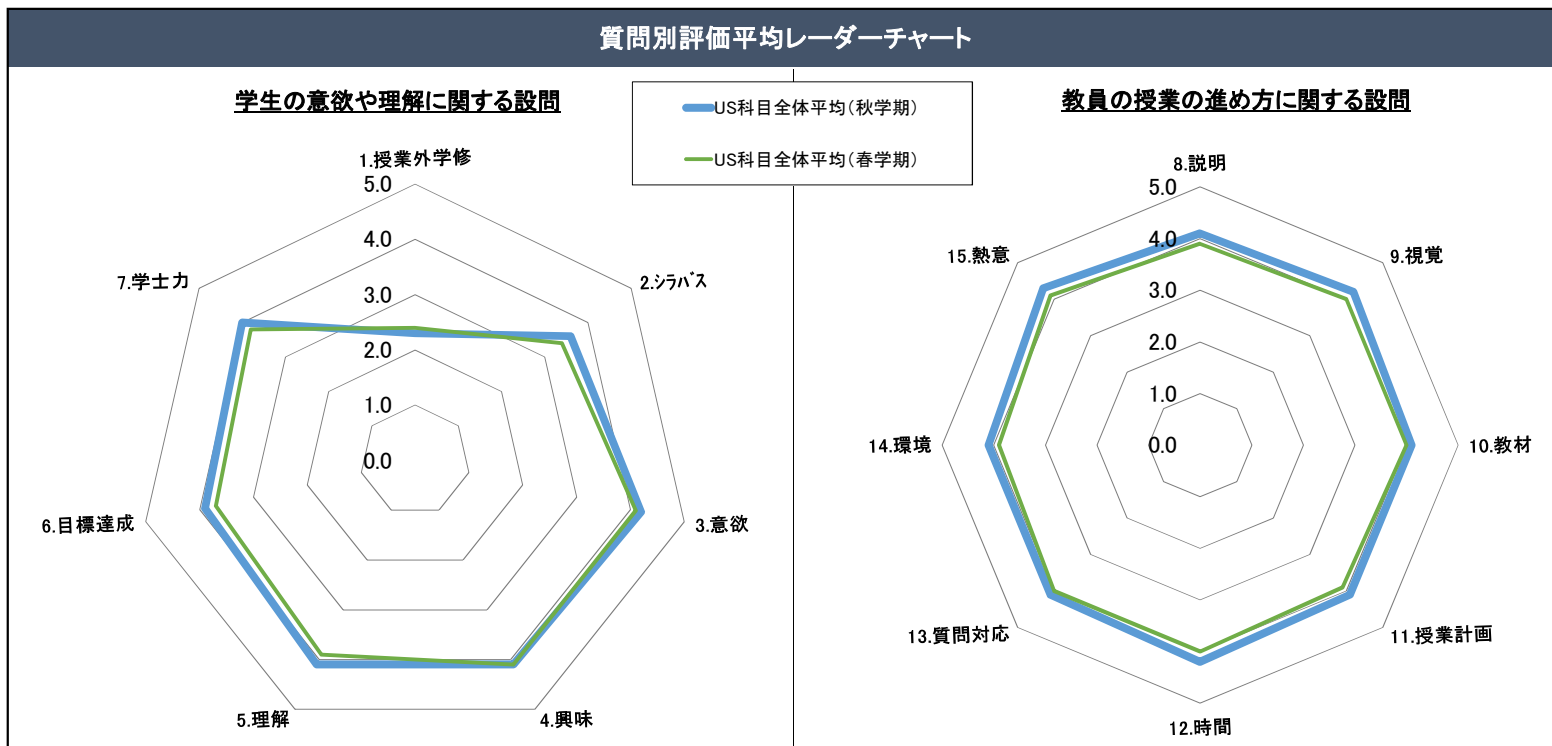 質問別評価平均レーダーチャート
学生の意欲や理解に関する設問
US科目全体平均(秋学期)
US科目全体平均(春学期)
教員の授業の進め方に関する設問
1.授業外学修
5.0
4.0
3.0
2.0
1.0
0.0
2.シラバス
3.意欲
4.興味
5.理解
6.目標達成
7.学士力
8.説明
5.0
4.0
3.0
2.0
1.0
0.0
9.視覚
10.教材
11.授業計画
12.時間
13.質問対応
14.環境
15.熱意